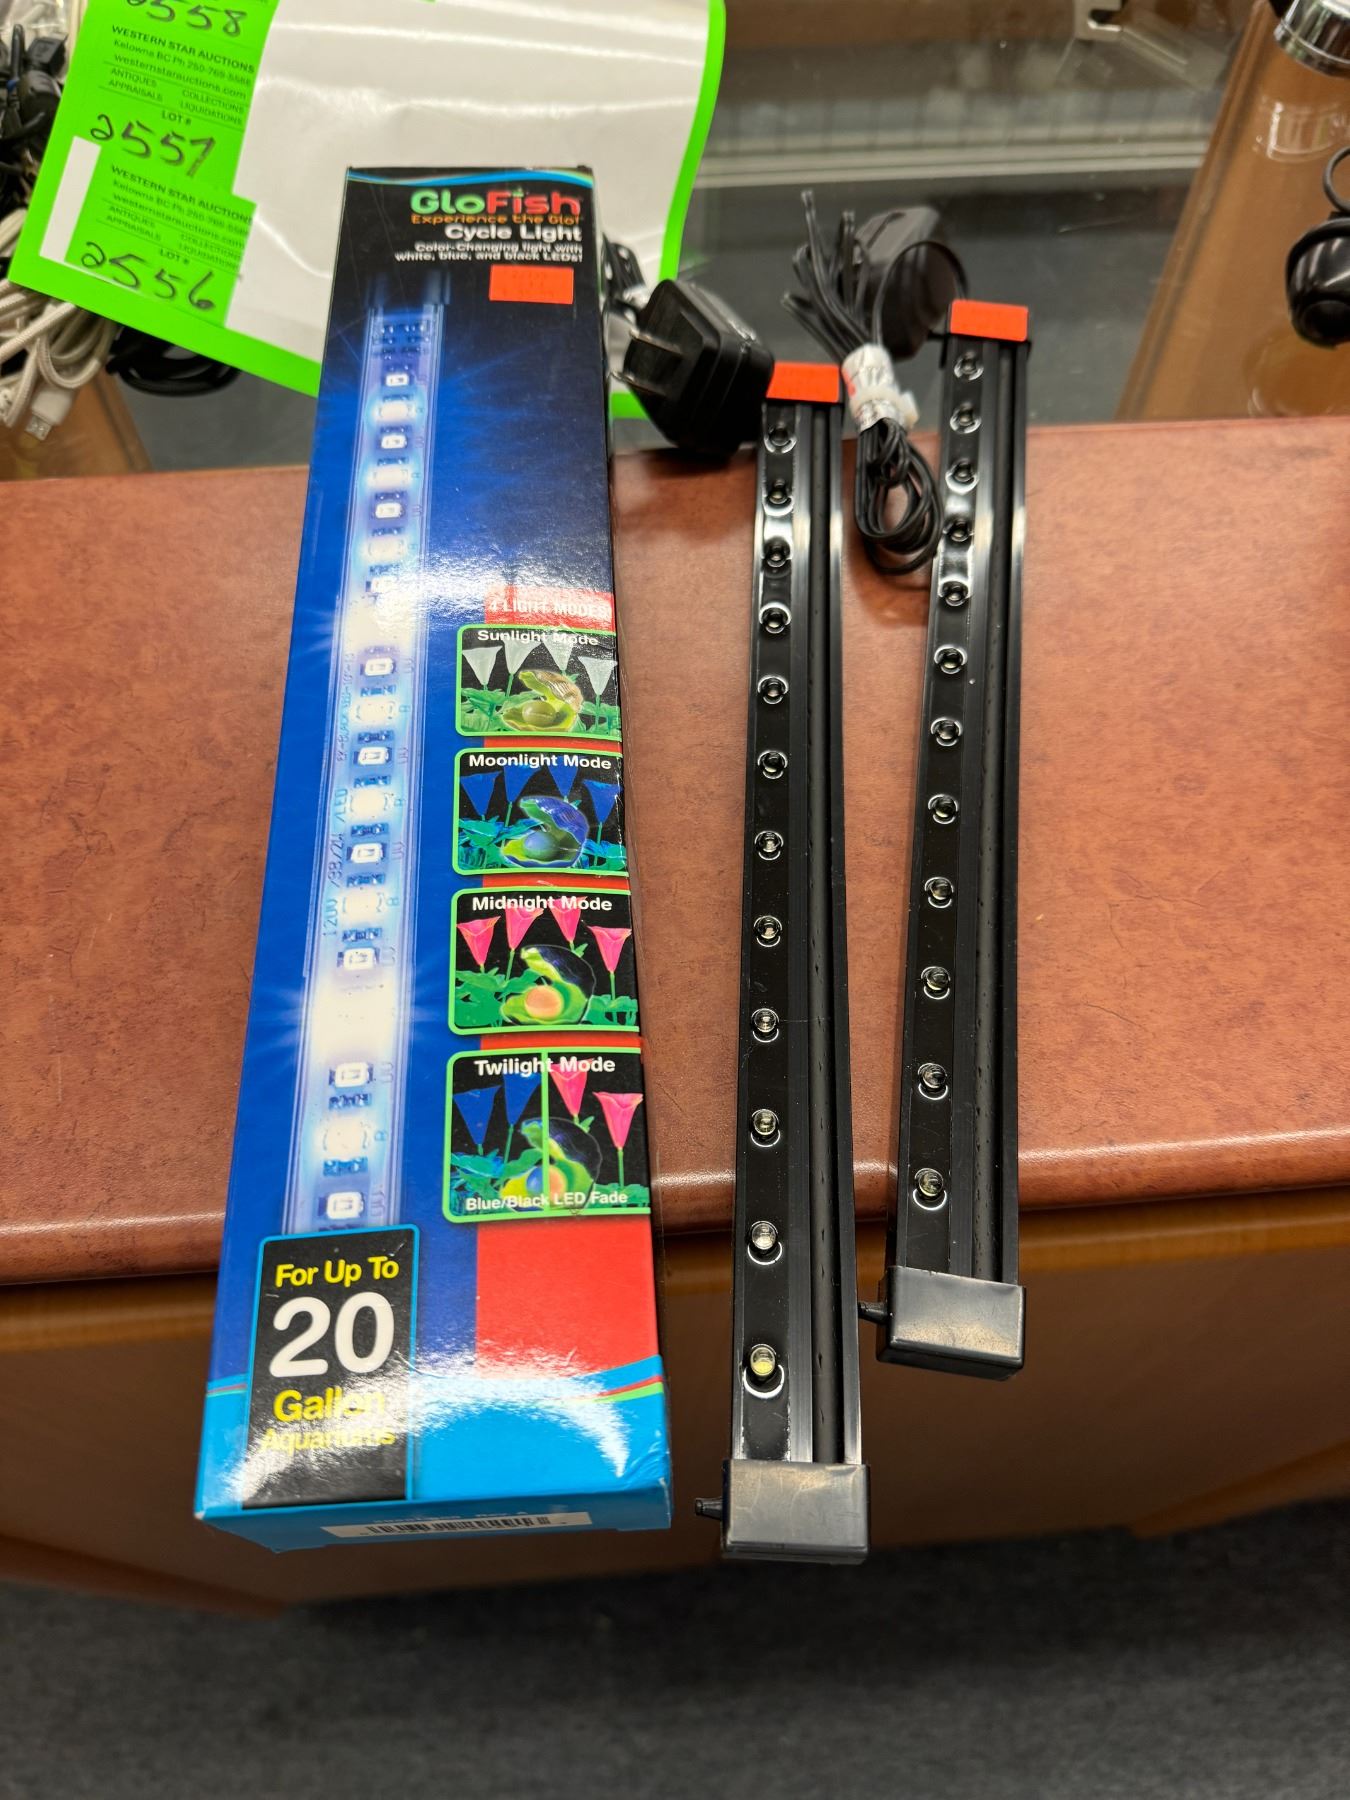 2558
WESTERN STAR AUCTIONS
Kelowna BC Ph 250-769-5588
westernstarauctions.com
ANTIQUES COLLECTIONS
APPRAISALS LIQUIDATIONS
LOT #
2557
WESTERN STAR AUCTIONS
westernstarauctions.com
ANTIQUES COLLECTIONS
APPRAISALS LIQUIDATIONS
LOT #
2556
GloFish
Experience the Glo!
Cycle Light
Color-Changing light with
white, blue, and black LEDs!
4 LIGHT MODES!
Sunlight Mode
Moonlight Mode
Midnight Mode
Twilight Mode
Blue/Black LED Fade
For Up To
20
Gallon
Aquariums